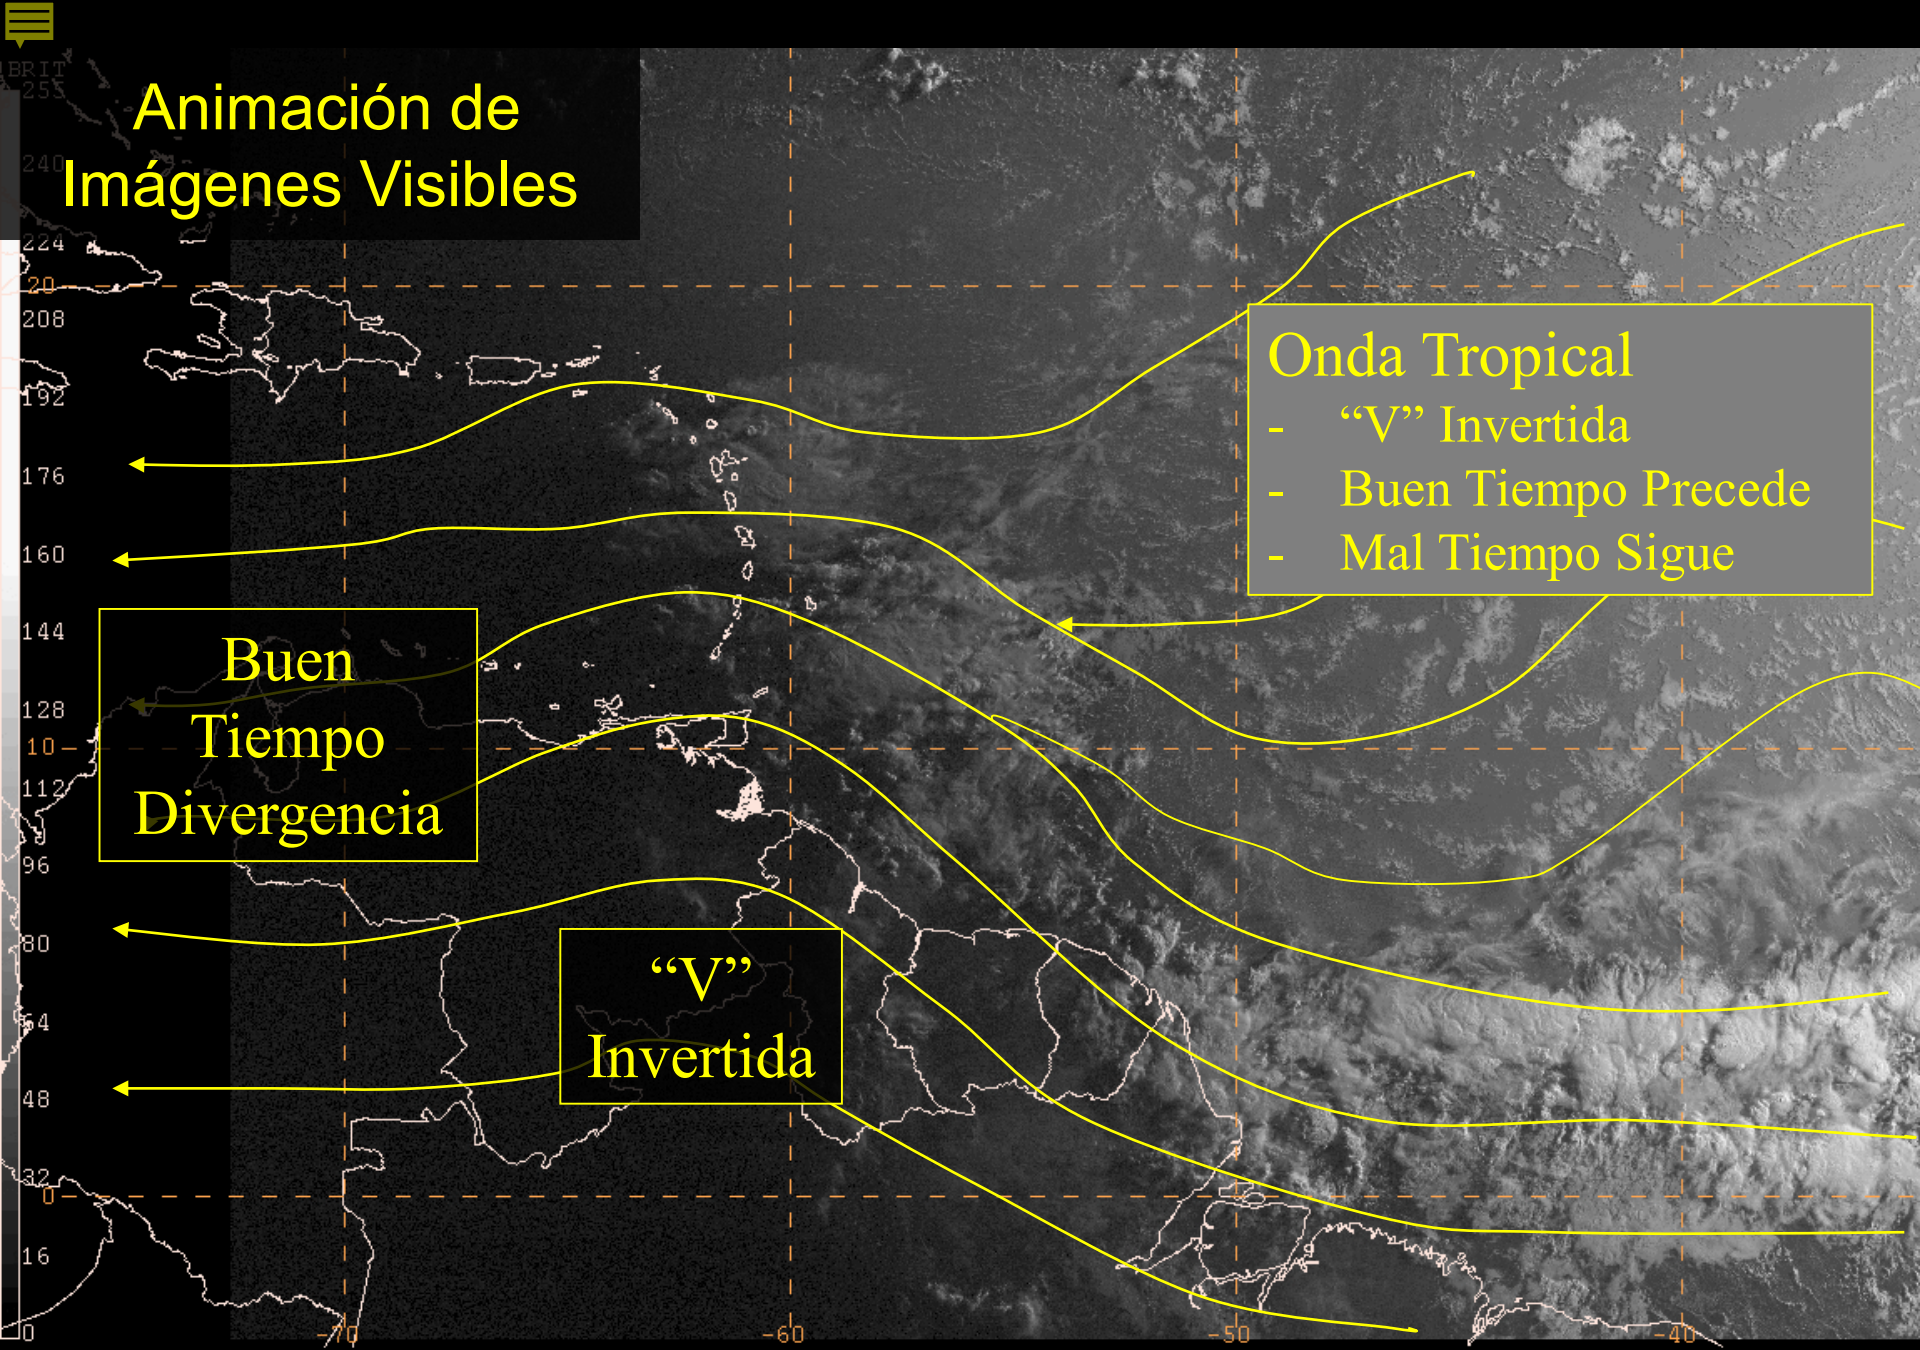 Animación de
Imágenes Visibles
BRIT
255
240
224
20
208
192
176
160
144
128
10
112
96
80
64
48
32
0
16
0
-70
-60
-50
-40
Onda Tropical
- “V” Invertida
- Buen Tiempo Precede
- Mal Tiempo Sigue
Buen
Tiempo
Divergencia
“V”
Invertida